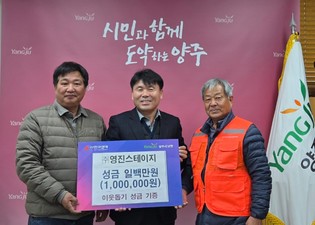 시민과 함께
도약하는 양주
㈜영진스테이지
성금 일백만원
(1,000,000원)
이웃돕기 성금 기증
Yangju